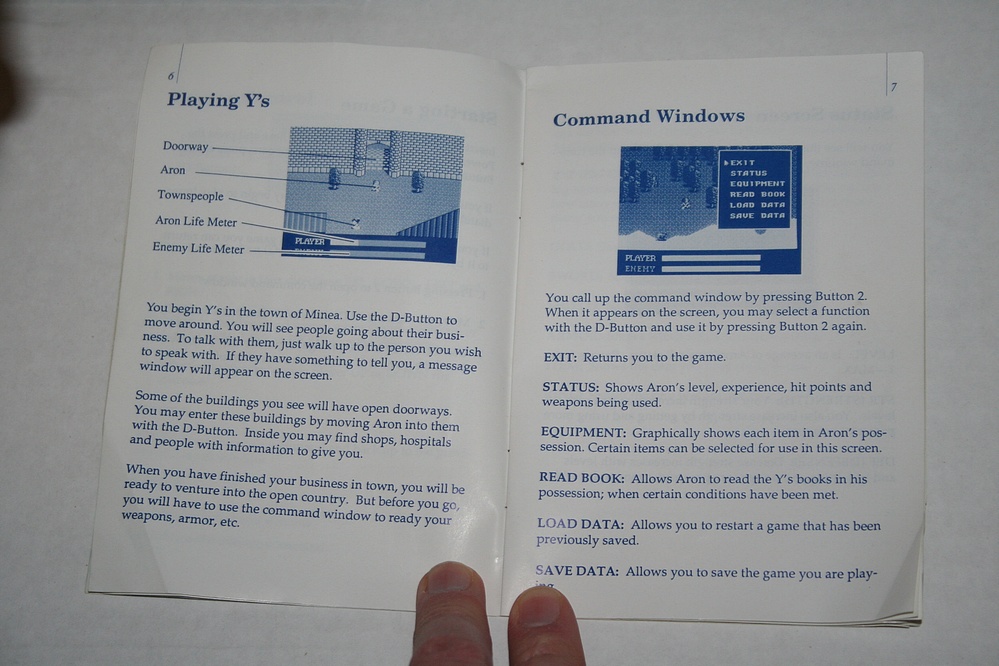 6
Playing Y's
Doorway
Aron
Townspeople
Aron Life Meter
Enemy Life Meter
PLAYER
ENEMY
You begin Y's in the town of Minea. Use the D-Button to
move around. You will see people going about their busi-
ness. To talk with them, just walk up to the person you wish
to speak with. If they have something to tell you, a message
window will appear on the screen.
Some of the buildings you see will have open doorways.
You may enter these buildings by moving Aron into them
with the D-Button. Inside you may find shops, hospitals
and people with information to give you.
When you have finished your business in town, you will be
ready to venture into the open country. But before you go,
you will have to use the command window to ready your
weapons, armor, etc.
7
Command Windows
EXIT
STATUS
EQUIPMENT
READ BOOK
LOAD DATA
SAVE DATA
PLAYER
ENEMY
You call up the command window by pressing Button 2.
When it appears on the screen, you may select a function
with the D-Button and use it by pressing Button 2 again.
EXIT: Returns you to the game.
STATUS: Shows Aron's level, experience, hit points and
weapons being used.
EQUIPMENT: Graphically shows each item in Aron's pos-
session. Certain items can be selected for use in this screen.
READ BOOK: Allows Aron to read the Y's books in his
possession; when certain conditions have been met.
LOAD DATA: Allows you to restart a game that has been
previously saved.
SAVE DATA: Allows you to save the game you are play-
ing.